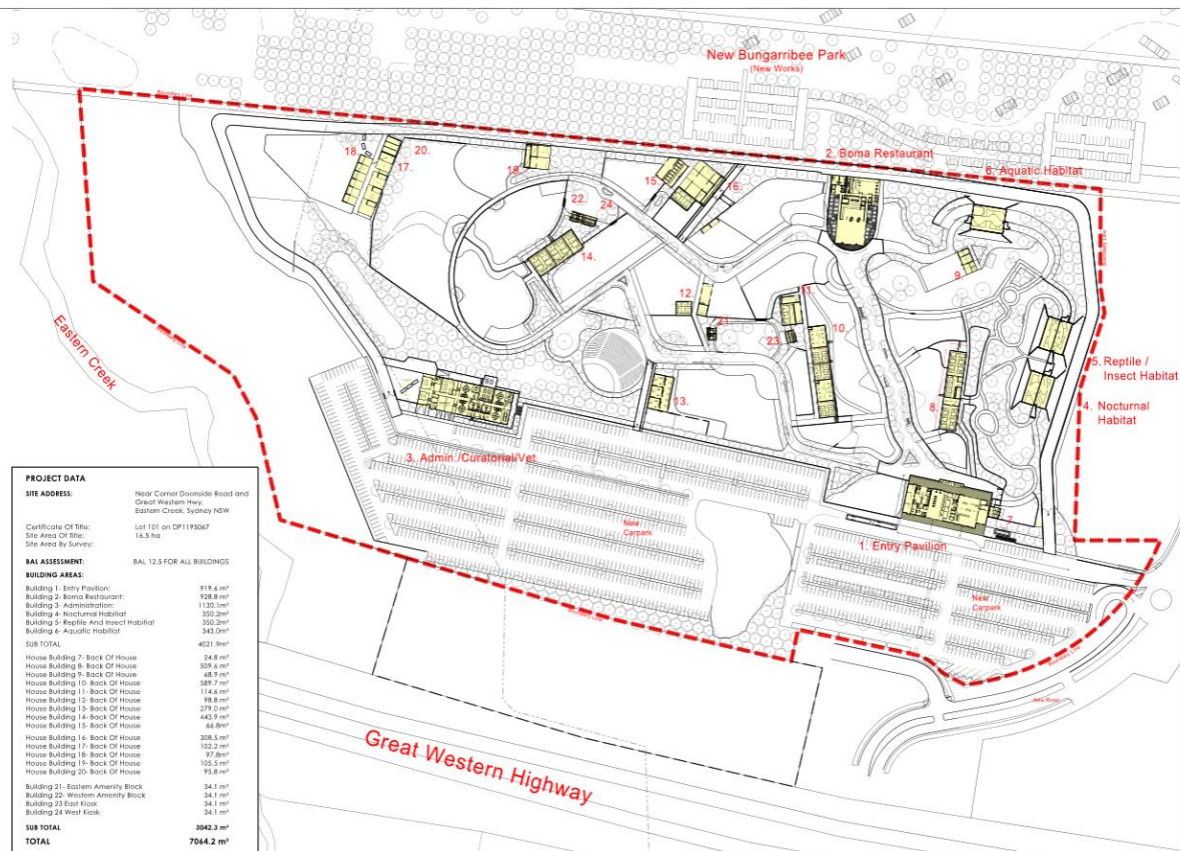 New Bungarribee Park
(New Works)
Boundary Line
2. Boma Restaurant
6. Aquatic Habitat
18.
20.
17.
19.
15.
16.
22.
24.
14.
9.
12.
11.
21.
23.
10.
Boundary Line
Eastern Creek
Boundary Line
5. Reptile /
Insect Habitat
4. Nocturnal
Habitat
13.
8.
3. Admin./Curatorial/Vet
7.
New
Carpark
1. Entry Pavilion
New
Carpark
Boundary Line
Boundary Line
New Road
Great Western Highway
PROJECT DATA
SITE ADDRESS: Near Corner Doonside Road and
Great Western Hwy,
Eastern Creek, Sydney NSW
Certificate Of Title: Lot 101 on DP1195067
Site Area Of Title: 16.5 ha
Site Area By Survey:
BAL ASSESSMENT: BAL 12.5 FOR ALL BUILDINGS
BUILDING AREAS:
Building 1- Entry Pavilion: 919.6 m²
Building 2- Boma Restaurant: 928.8 m²
Building 3- Administration: 1130.1m²
Building 4- Nocturnal Habitiat 350.2m²
Building 5- Reptile And Insect Habitat 350.2m²
Building 6- Aquatic Habitiat 343.0m²
SUB TOTAL 4021.9m²
House Building 7- Back Of House 24.8 m²
House Building 8- Back Of House 509.6 m²
House Building 9- Back Of House 68.9 m²
House Building 10- Back Of House 589.7 m²
House Building 11- Back Of House 114.6 m²
House Building 12- Back Of House 98.8 m²
House Building 13- Back Of House 279.0 m²
House Building 14- Back Of House 443.9 m²
House Building 15- Back Of House 66.8m²
House Building 16- Back Of House 308.5 m²
House Building 17- Back Of House 102.2 m²
House Building 18- Back Of House 97.8m²
House Building 19- Back Of House 105.5 m²
House Building 20- Back Of House 95.8 m²
Building 21- Eastern Amenity Block 34.1 m²
Building 22- Western Amenity Block 34.1 m²
Building 23 East Kiosk 34.1 m²
Building 24 West Kiosk 34.1 m²
SUB TOTAL 3042.3 m²
TOTAL 7064.2 m²